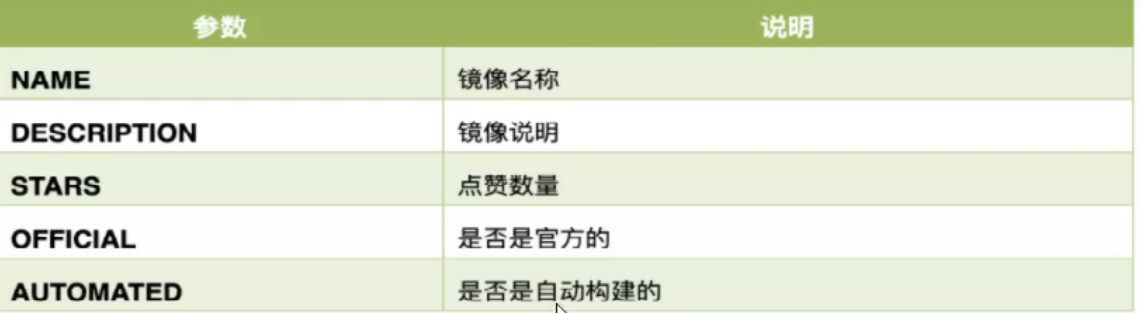 参数 说明
NAME 镜像名称
DESCRIPTION 镜像说明
STARS 点赞数量
OFFICIAL 是否是官方的
AUTOMATED 是否是自动构建的